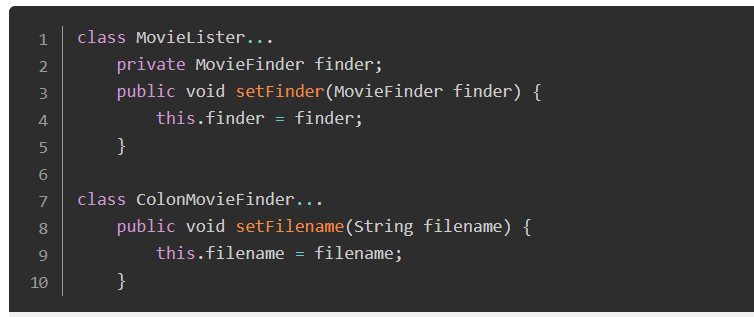 1 class MovieLister...
2 private MovieFinder finder;
3 public void setFinder(MovieFinder finder) {
4 this.finder = finder;
5 }
6
7 class ColonMovieFinder...
8 public void setFilename(String filename) {
9 this.filename = filename;
10 }